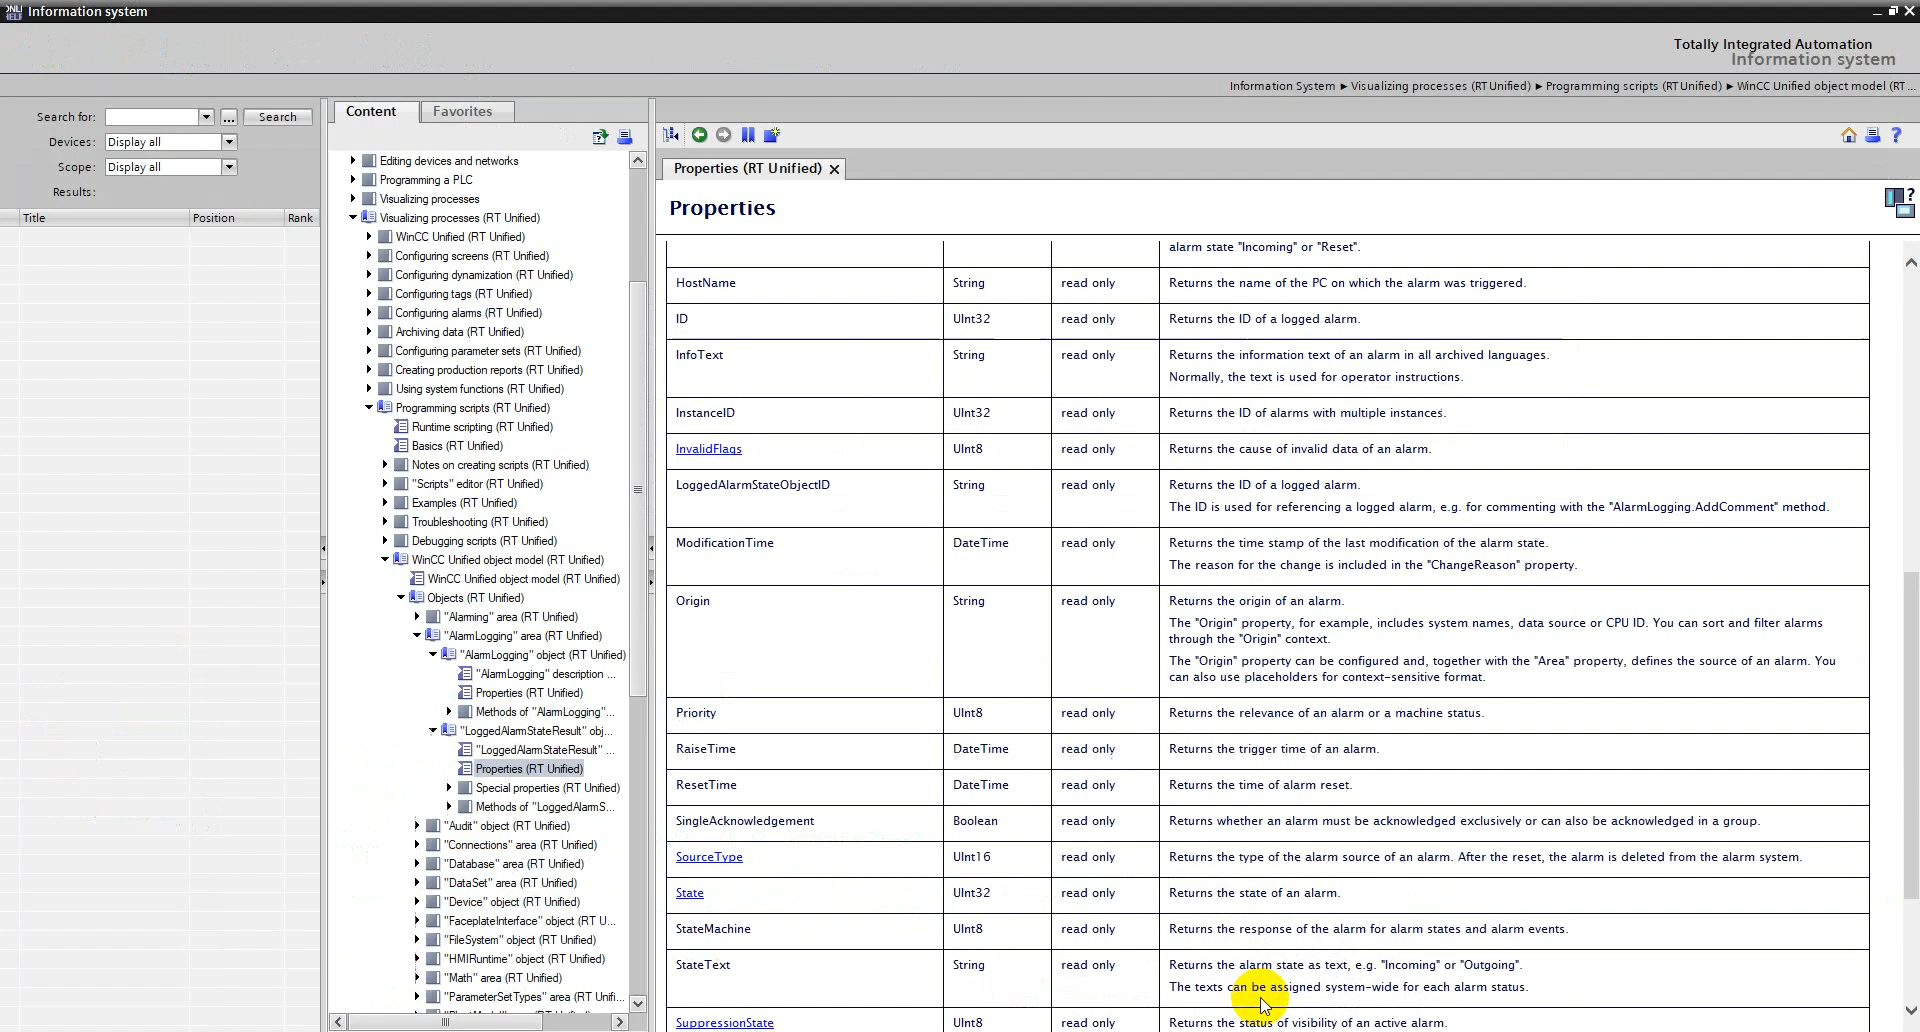 ONLI
HELF
Information system
Totally Integrated Automation
Information system
Information System ▸ Visualizing processes (RT Unified) ▸ Programming scripts (RT Unified) ▸ WinCC Unified object model (RT ...
Search for:
...
Search
Devices:
Display all
Scope:
Display all
Results:
Title
Position
Rank
Content
Favorites
Editing devices and networks
Programming a PLC
Visualizing processes
Visualizing processes (RT Unified)
WinCC Unified (RT Unified)
Configuring screens (RT Unified)
Configuring dynamization (RT Unified)
Configuring tags (RT Unified)
Configuring alarms (RT Unified)
Archiving data (RT Unified)
Configuring parameter sets (RT Unified)
Creating production reports (RT Unified)
Using system functions (RT Unified)
Programming scripts (RT Unified)
Runtime scripting (RT Unified)
Basics (RT Unified)
Notes on creating scripts (RT Unified)
"Scripts" editor (RT Unified)
Examples (RT Unified)
Troubleshooting (RT Unified)
Debugging scripts (RT Unified)
WinCC Unified object model (RT Unified)
WinCC Unified object model (RT Unified)
Objects (RT Unified)
"Alarming" area (RT Unified)
"AlarmLogging" area (RT Unified)
"AlarmLogging" object (RT Unified)
"AlarmLogging" description ...
Properties (RT Unified)
Methods of "AlarmLogging"...
"LoggedAlarmStateResult" obj...
"LoggedAlarmStateResult" ...
Properties (RT Unified)
Special properties (RT Unified)
Methods of "LoggedAlarmS...
"Audit" object (RT Unified)
"Connections" area (RT Unified)
"Database" area (RT Unified)
"DataSet" area (RT Unified)
"Device" object (RT Unified)
"FaceplateInterface" object (RT U...
"FileSystem" object (RT Unified)
"HMIRuntime" object (RT Unified)
"Math" area (RT Unified)
"ParameterSetTypes" area (RT Unifi...
Properties (RT Unified)
Properties
alarm state "Incoming" or "Reset".
HostName String read only Returns the name of the PC on which the alarm was triggered.
ID UInt32 read only Returns the ID of a logged alarm.
InfoText String read only Returns the information text of an alarm in all archived languages.
Normally, the text is used for operator instructions.
InstanceID UInt32 read only Returns the ID of alarms with multiple instances.
InvalidFlags UInt8 read only Returns the cause of invalid data of an alarm.
LoggedAlarmStateObjectID String read only Returns the ID of a logged alarm.
The ID is used for referencing a logged alarm, e.g. for commenting with the "AlarmLogging.AddComment" method.
ModificationTime DateTime read only Returns the time stamp of the last modification of the alarm state.
The reason for the change is included in the "ChangeReason" property.
Origin String read only Returns the origin of an alarm.
The "Origin" property, for example, includes system names, data source or CPU ID. You can sort and filter alarms
through the "Origin" context.
The "Origin" property can be configured and, together with the "Area" property, defines the source of an alarm. You
can also use placeholders for context-sensitive format.
Priority UInt8 read only Returns the relevance of an alarm or a machine status.
RaiseTime DateTime read only Returns the trigger time of an alarm.
ResetTime DateTime read only Returns the time of alarm reset.
SingleAcknowledgement Boolean read only Returns whether an alarm must be acknowledged exclusively or can also be acknowledged in a group.
SourceType UInt16 read only Returns the type of the alarm source of an alarm. After the reset, the alarm is deleted from the alarm system.
State UInt32 read only Returns the state of an alarm.
StateMachine UInt8 read only Returns the response of the alarm for alarm states and alarm events.
StateText String read only Returns the alarm state as text, e.g. "Incoming" or "Outgoing".
The texts can be assigned system-wide for each alarm status.
SuppressionState UInt8 read only Returns the status of visibility of an active alarm.